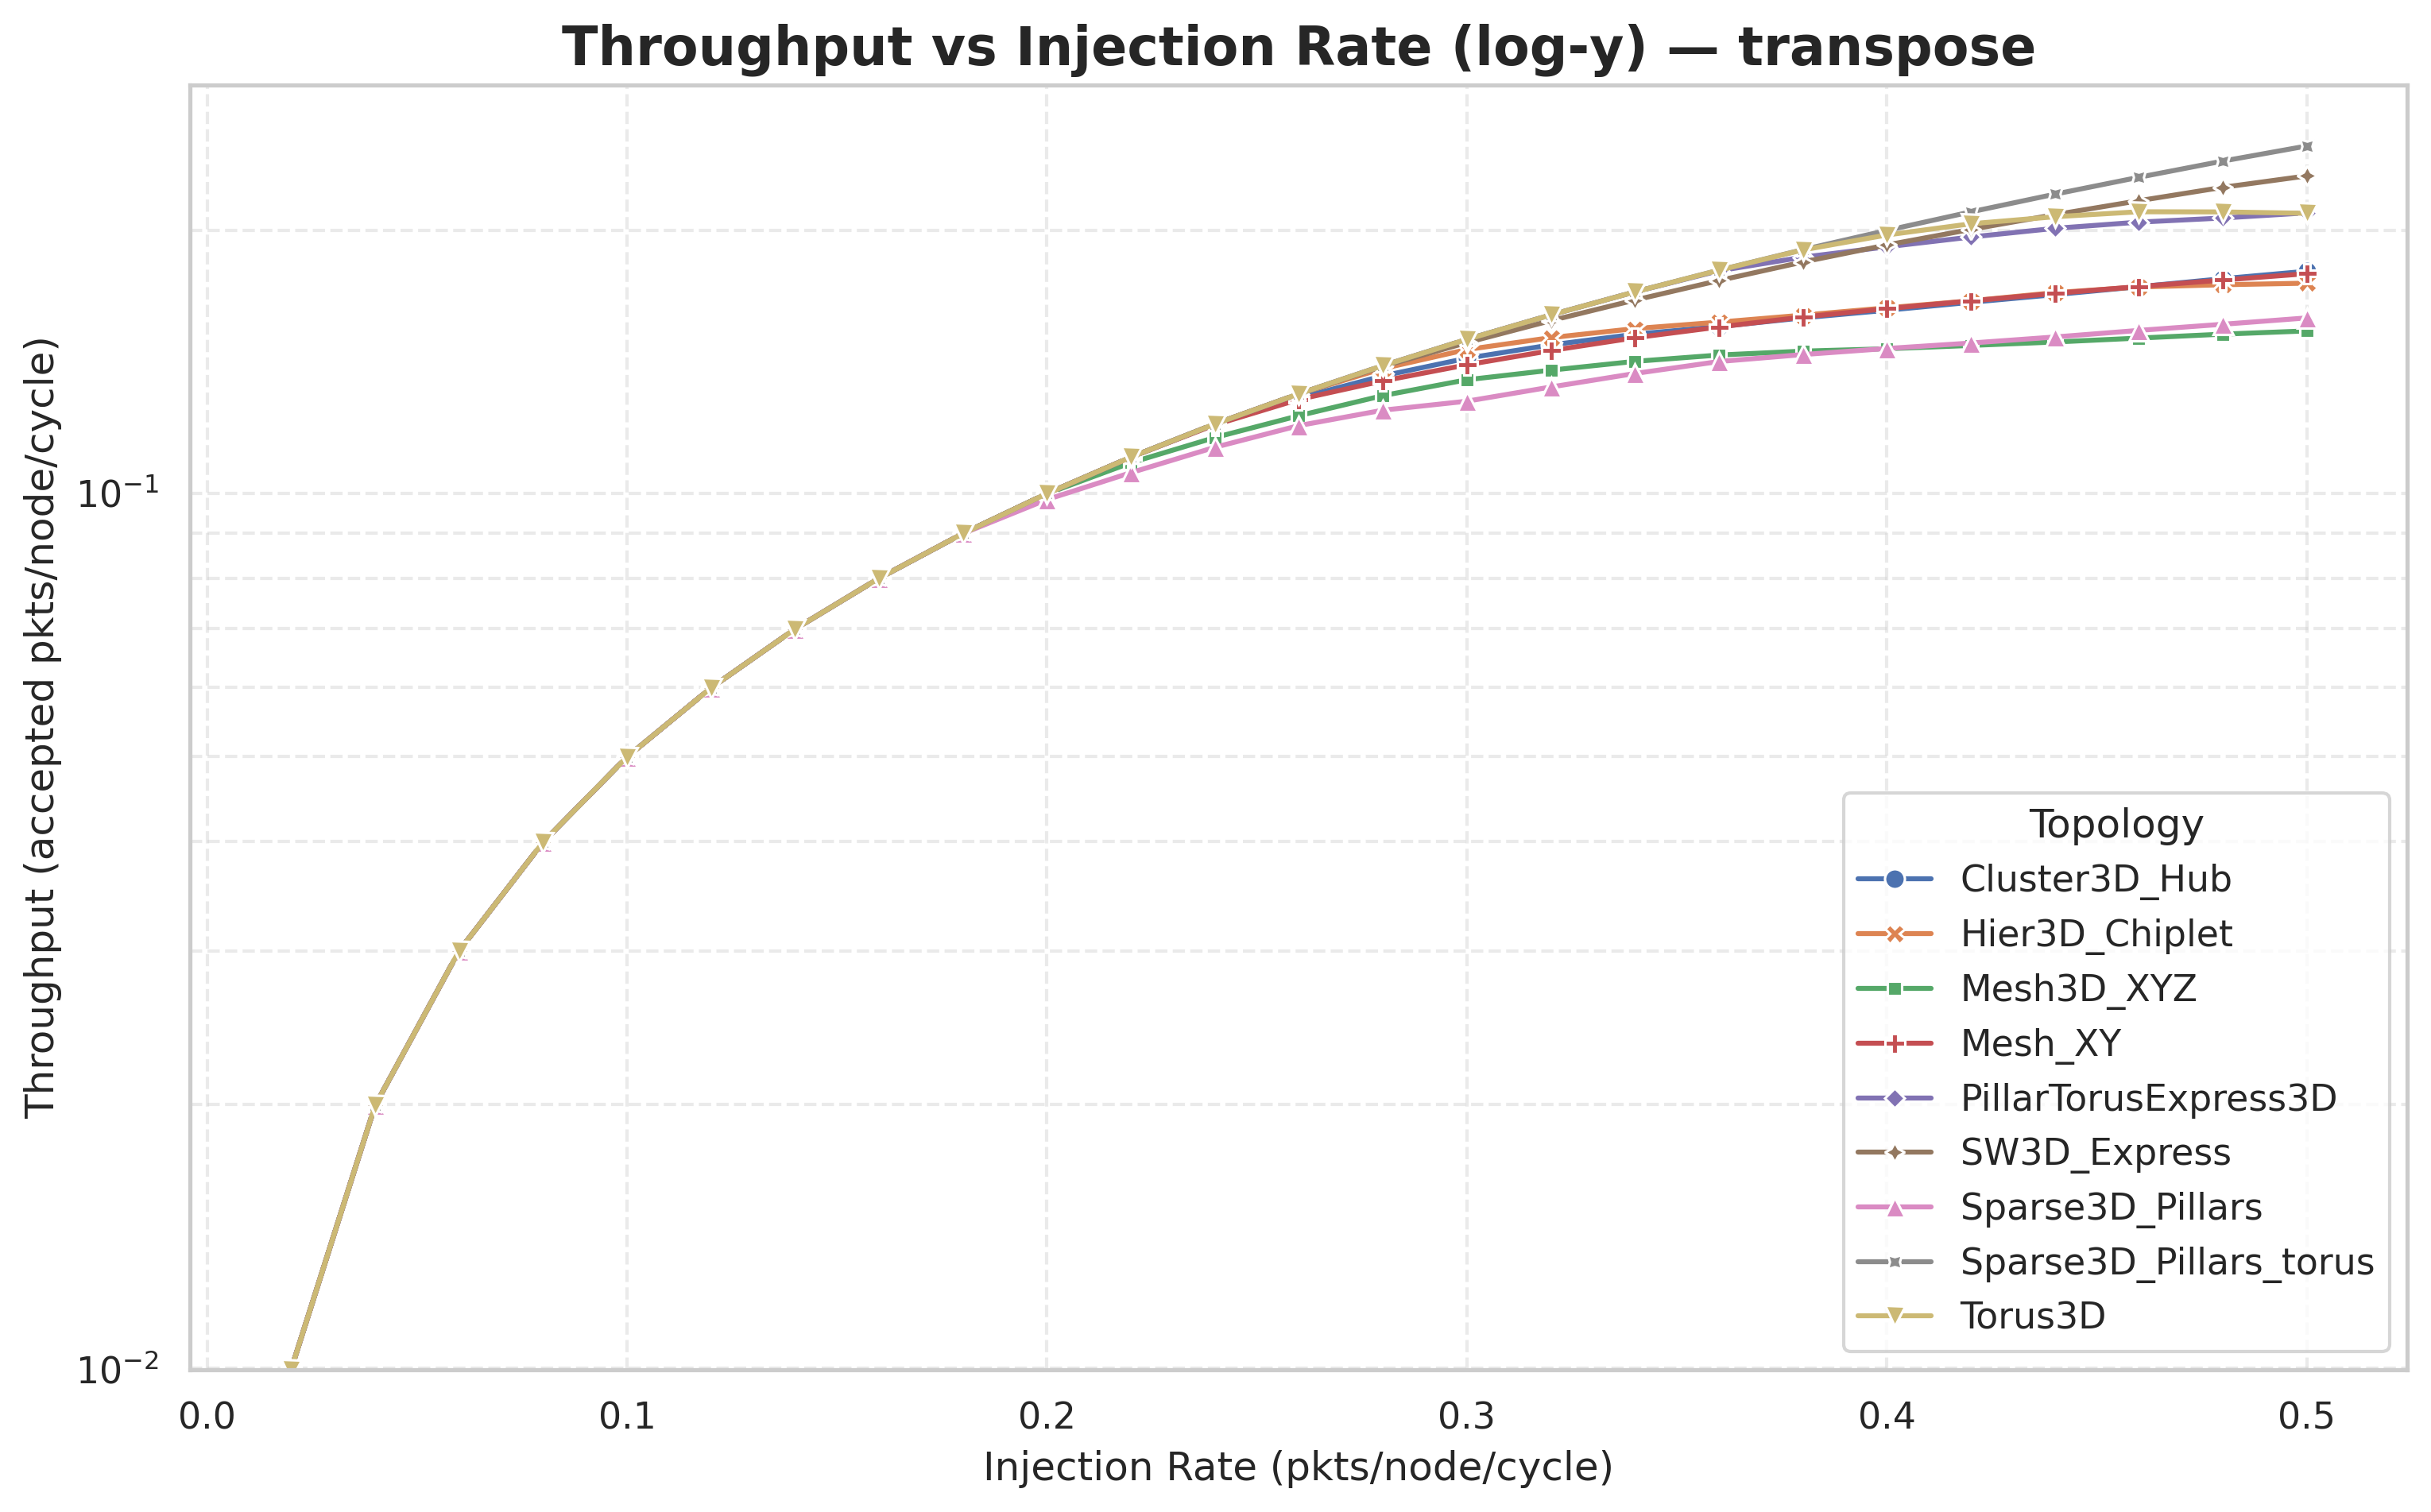 Throughput vs Injection Rate (log-y) — transpose
Throughput (accepted pkts/node/cycle)
10⁻¹
10⁻²
0.0 0.1 0.2 0.3 0.4 0.5
Injection Rate (pkts/node/cycle)
Topology
Cluster3D_Hub
Hier3D_Chiplet
Mesh3D_XYZ
Mesh_XY
PillarTorusExpress3D
SW3D_Express
Sparse3D_Pillars
Sparse3D_Pillars_torus
Torus3D